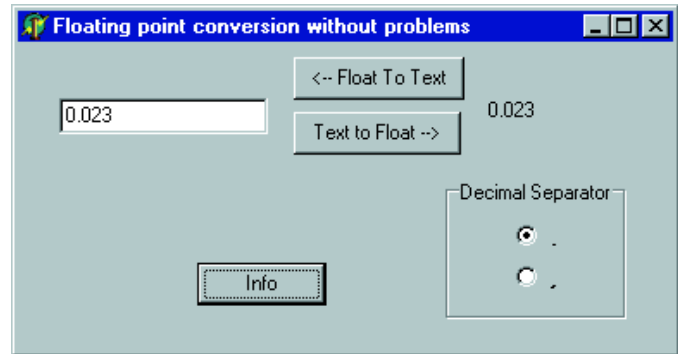 Floating point conversion without problems
<-- Float To Text
0.023
0.023
Text to Float -->
Decimal Separator
.
Info
,